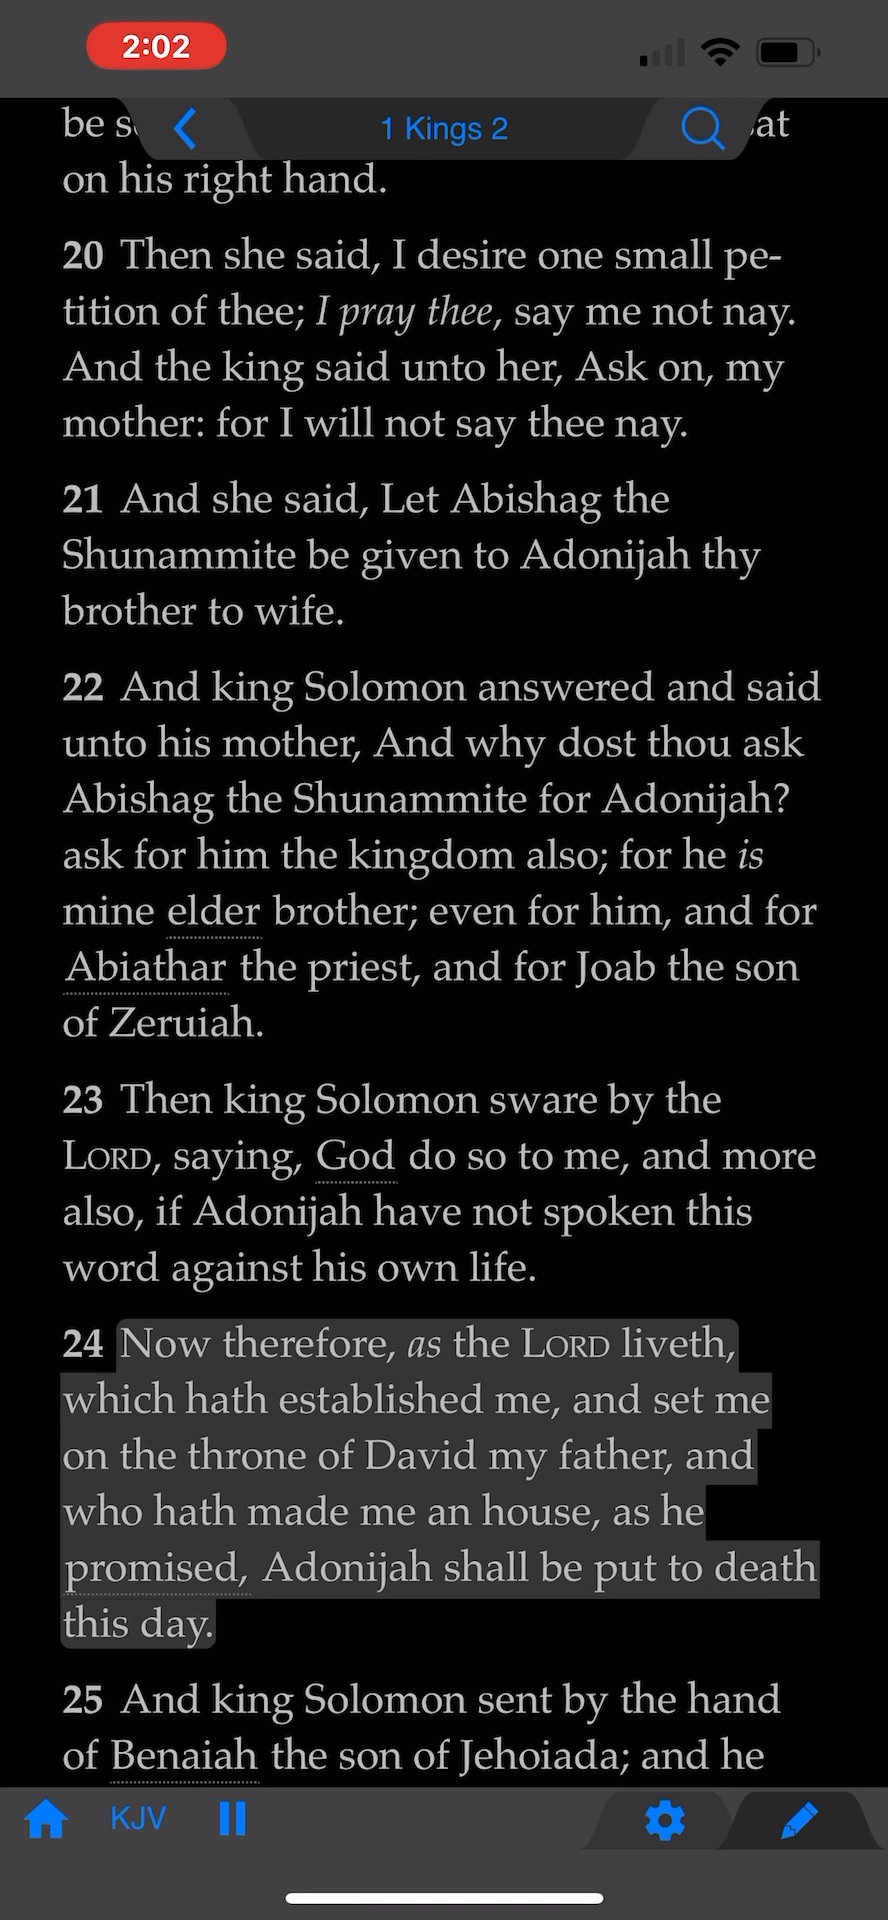 2:02
be s
1 Kings 2
at
on his right hand.
20 Then she said, I desire one small pe-
tition of thee; I pray thee, say me not nay.
And the king said unto her, Ask on, my
mother: for I will not say thee nay.
21 And she said, Let Abishag the
Shunammite be given to Adonijah thy
brother to wife.
22 And king Solomon answered and said
unto his mother, And why dost thou ask
Abishag the Shunammite for Adonijah?
ask for him the kingdom also; for he is
mine elder brother; even for him, and for
Abiathar the priest, and for Joab the son
of Zeruiah.
23 Then king Solomon sware by the
LORD, saying, God do so to me, and more
also, if Adonijah have not spoken this
word against his own life.
24 Now therefore, as the LORD liveth,
which hath established me, and set me
on the throne of David my father, and
who hath made me an house, as he
promised, Adonijah shall be put to death
this day.
25 And king Solomon sent by the hand
of Benaiah the son of Jehoiada; and he
KJV